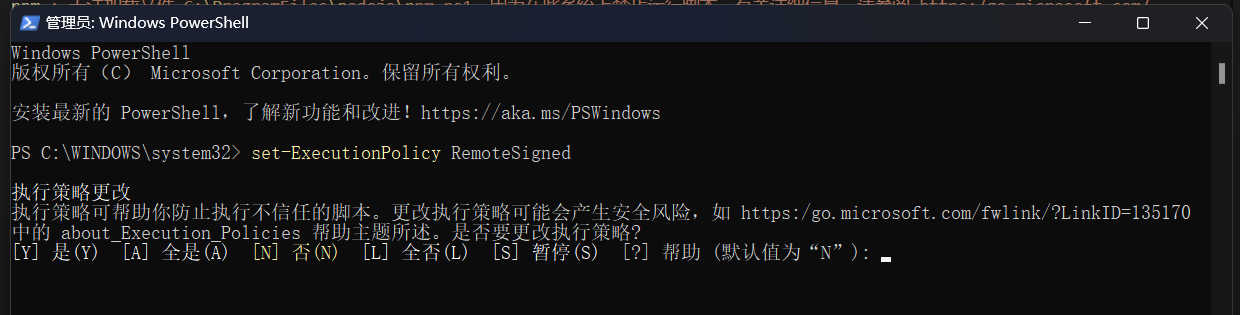 管理员: Windows PowerShell
Windows PowerShell
版权所有（C） Microsoft Corporation。保留所有权利。
安装最新的 PowerShell，了解新功能和改进！https://aka.ms/PSWindows
PS C:\WINDOWS\system32> set-ExecutionPolicy RemoteSigned
执行策略更改
执行策略可帮助你防止执行不信任的脚本。更改执行策略可能会产生安全风险，如 https:/go.microsoft.com/fwlink/?LinkID=135170
中的 about_Execution_Policies 帮助主题所述。是否要更改执行策略?
[Y] 是(Y)  [A] 全是(A)  [N] 否(N)  [L] 全否(L)  [S] 暂停(S)  [?] 帮助 (默认值为“N”):